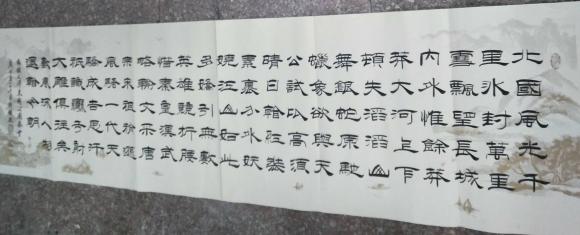 北國風光千
里冰封萬里
雪飄望長城
內外惟餘莽
莽大河上下
頓失滔滔山
舞銀蛇原馳
蠟象欲與天
公試比高須
晴日看紅裝
素裹分外妖
嬈江山如此
多嬌引無數
英雄競折腰
惜秦皇漢武
略輸文采唐
宗宋祖稍遜
風騷一代天
驕成吉思汗
祇識彎弓射
大雕俱往矣
數風流人物
還看今朝